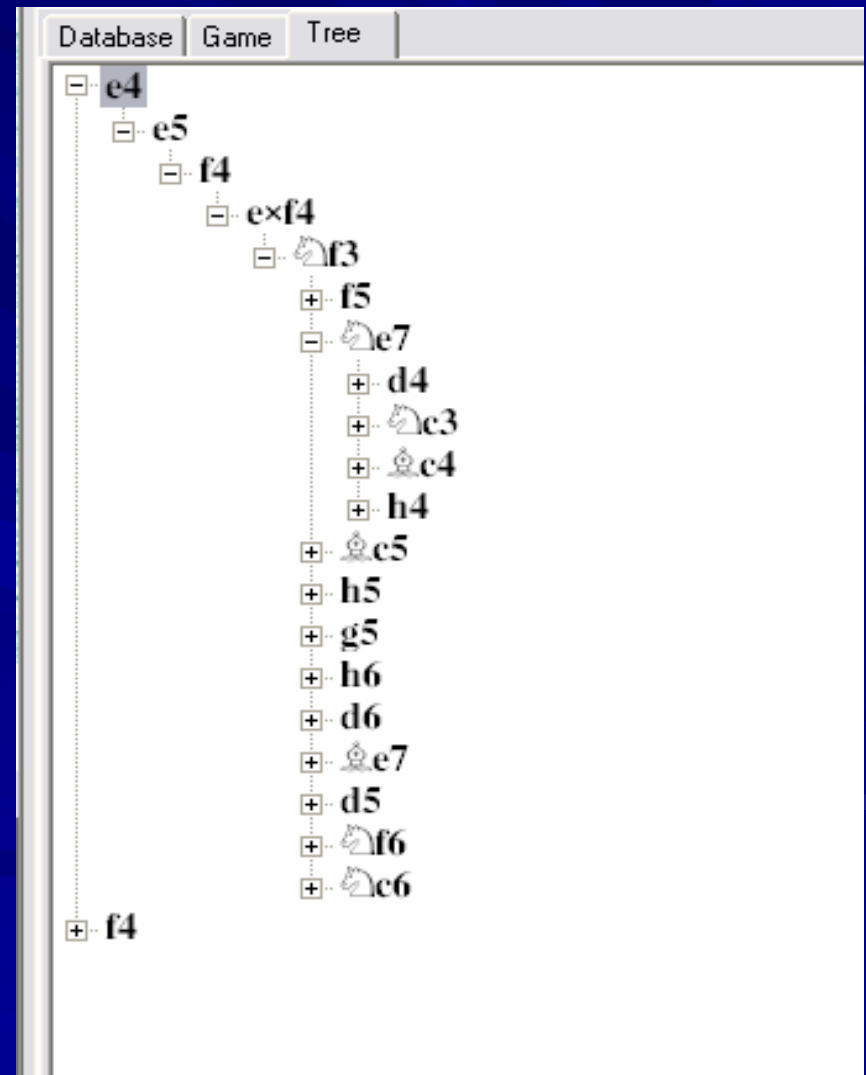 Database Game Tree
e4
e5
f4
e×f4
♘f3
f5
♘e7
d4
♘c3
♗c4
h4
♗c5
h5
g5
h6
d6
♗e7
d5
♘f6
♘c6
f4